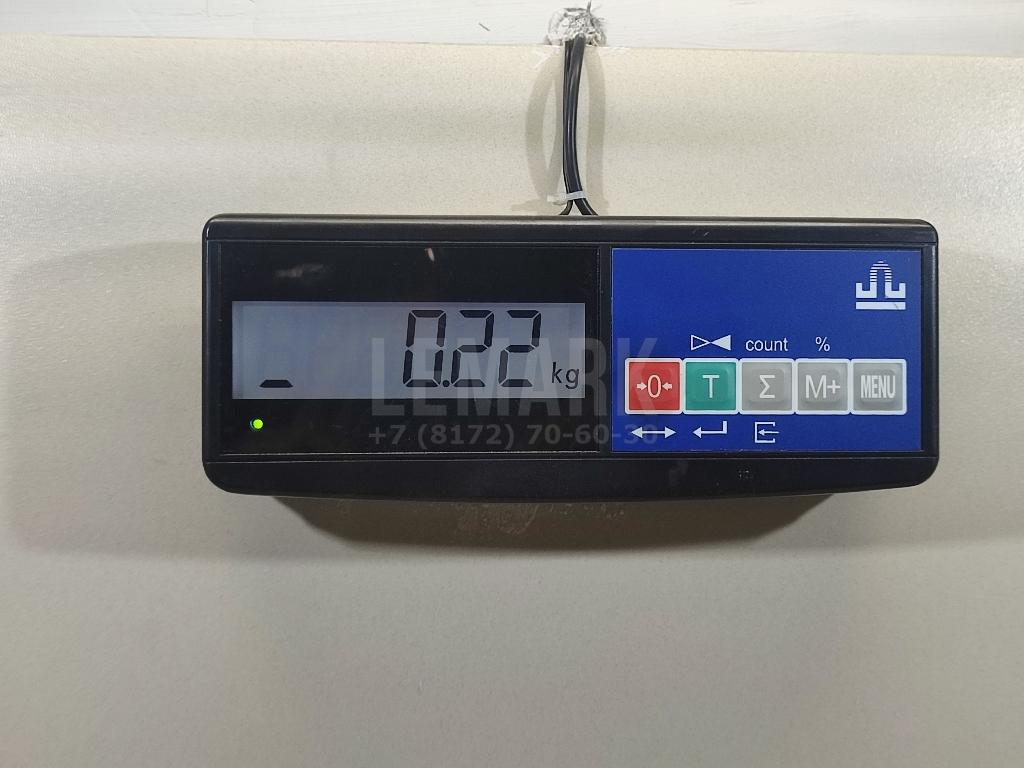 count %
0.22 kg
→0← T Σ M+ MENU
LEMARK
+7 (8172) 70-60-30